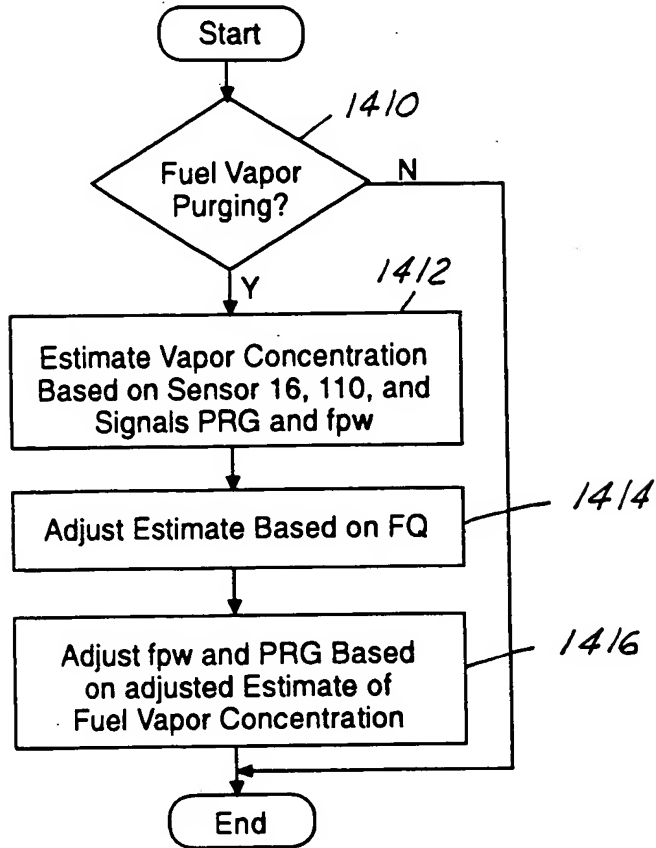 Start
1410
Fuel Vapor
Purging?
N
Y
1412
Estimate Vapor Concentration
Based on Sensor 16, 110, and
Signals PRG and fpw
1414
Adjust Estimate Based on FQ
1416
Adjust fpw and PRG Based
on adjusted Estimate of
Fuel Vapor Concentration
End